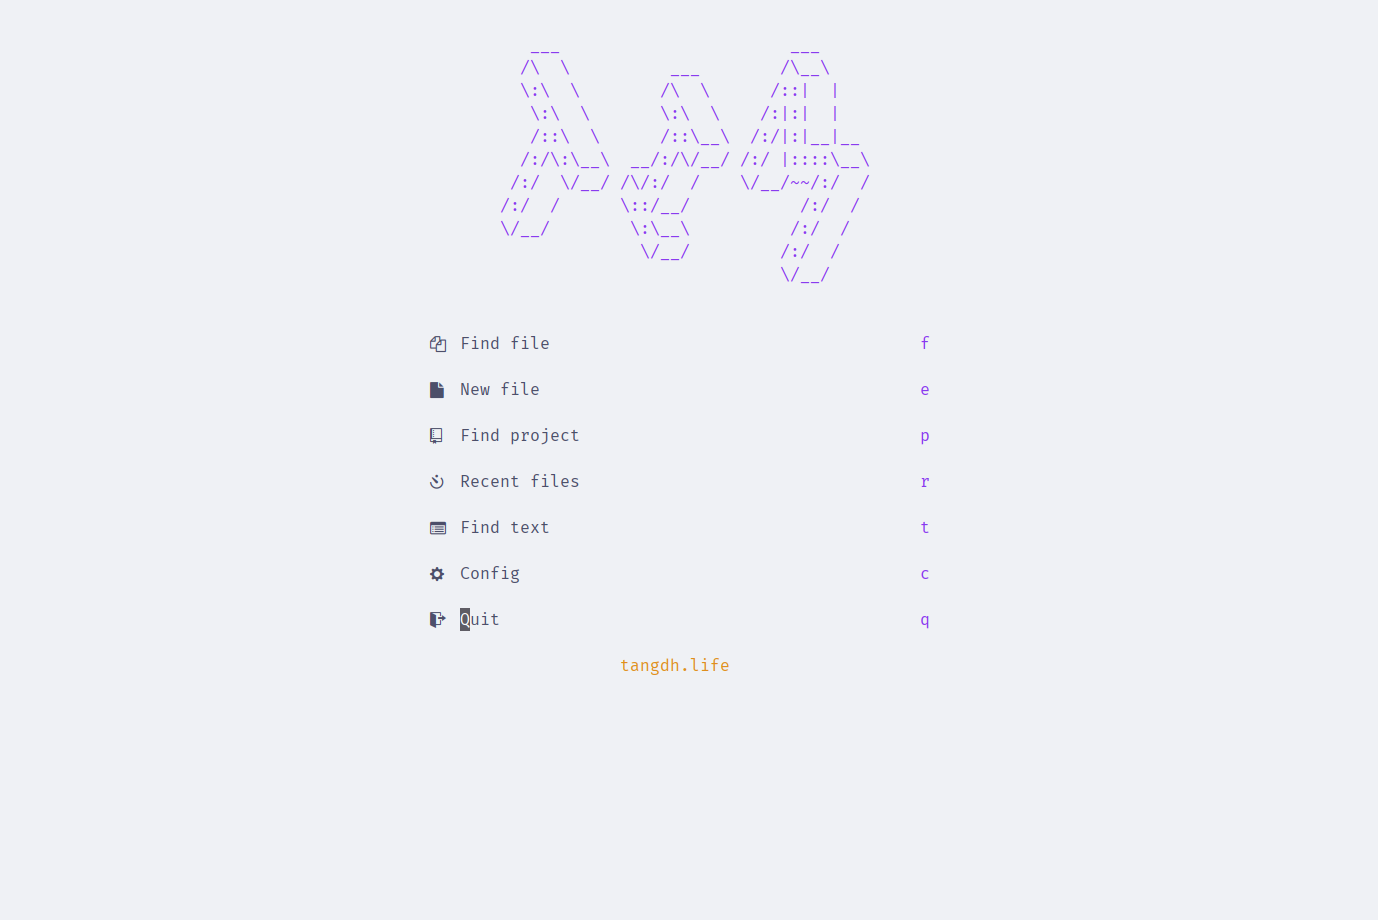 ___                       ___
     /\  \          ___        /\__\
     \:\  \        /\  \      /::|  |
      \:\  \       \:\  \    /:|:|  |
      /::\  \      /::\__\  /:/|:|__|__
     /:/\:\__\  __/:/\/__/ /:/ |::::\__\
    /:/  \/__/ /\/:/  /    \/__/~~/:/  /
   /:/  /      \::/__/           /:/  /
   \/__/        \:\__\          /:/  /
                 \/__/         /:/  /
                               \/__/
Find file f
New file e
Find project p
Recent files r
Find text t
Config c
Quit q
tangdh.life